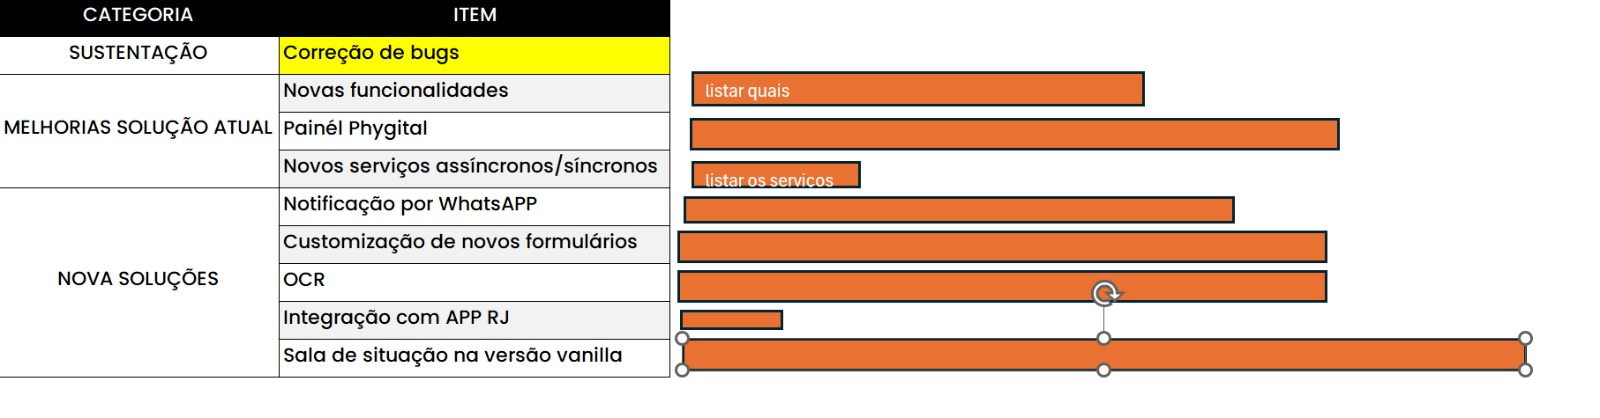 CATEGORIA ITEM
SUSTENTAÇÃO Correção de bugs
Novas funcionalidades listar quais
MELHORIAS SOLUÇÃO ATUAL Painél Phygital
Novos serviços assíncronos/síncronos listar os serviços
Notificação por WhatsAPP
Customização de novos formulários
NOVA SOLUÇÕES OCR
Integração com APP RJ
Sala de situação na versão vanilla